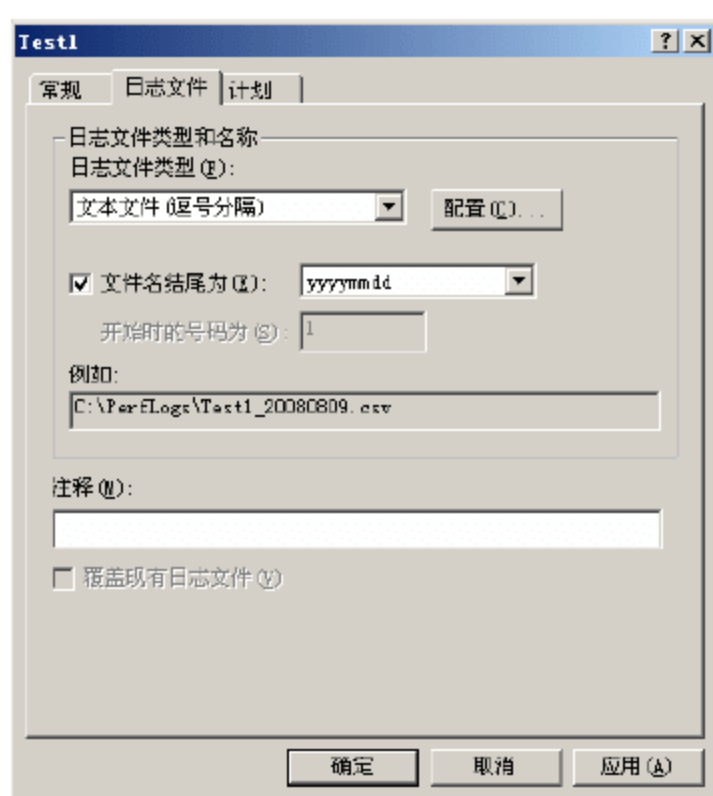 Test1
常规 日志文件 计划
日志文件类型和名称
日志文件类型(F):
文本文件(逗号分隔) 配置(C)...
文件名结尾为(X): yyyymmdd
开始时的号码为(S): 1
例如:
C:\PerfLogs\Test1_20080809.csv
注释(N):
覆盖现有日志文件(V)
确定 取消 应用(A)